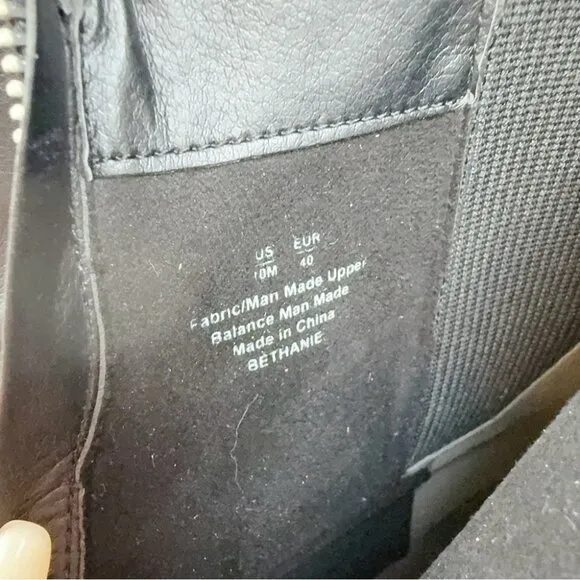 US EUR
10M 40
Fabric/Man Made Upper
Balance Man Made
Made in China
BETHANIE